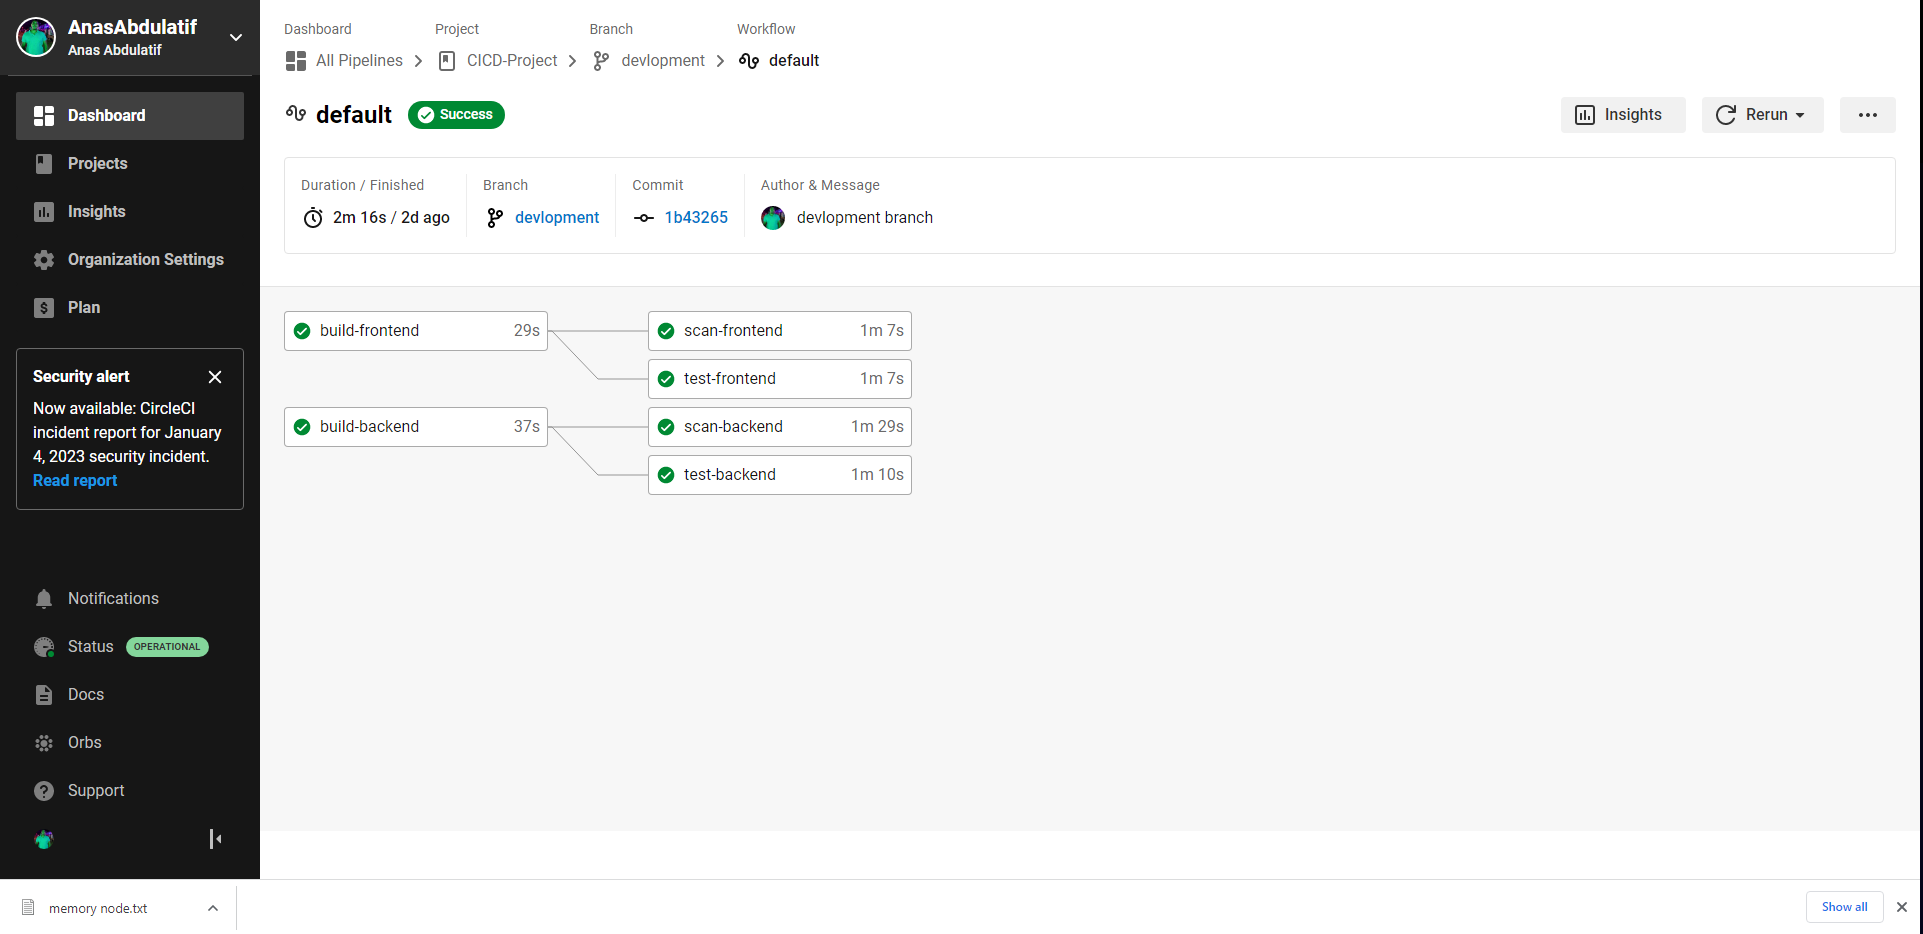 AnasAbdulatif
Anas Abdulatif
Dashboard
Projects
Insights
Organization Settings
Plan
Security alert
Now available: CircleCI
incident report for January
4, 2023 security incident.
Read report
Notifications
Status OPERATIONAL
Docs
Orbs
Support
Dashboard Project Branch Workflow
All Pipelines CICD-Project devlopment default
default Success
Insights Rerun
Duration / Finished Branch Commit Author & Message
2m 16s / 2d ago devlopment 1b43265 devlopment branch
build-frontend 29s scan-frontend 1m 7s
test-frontend 1m 7s
build-backend 37s scan-backend 1m 29s
test-backend 1m 10s
memory node.txt Show all